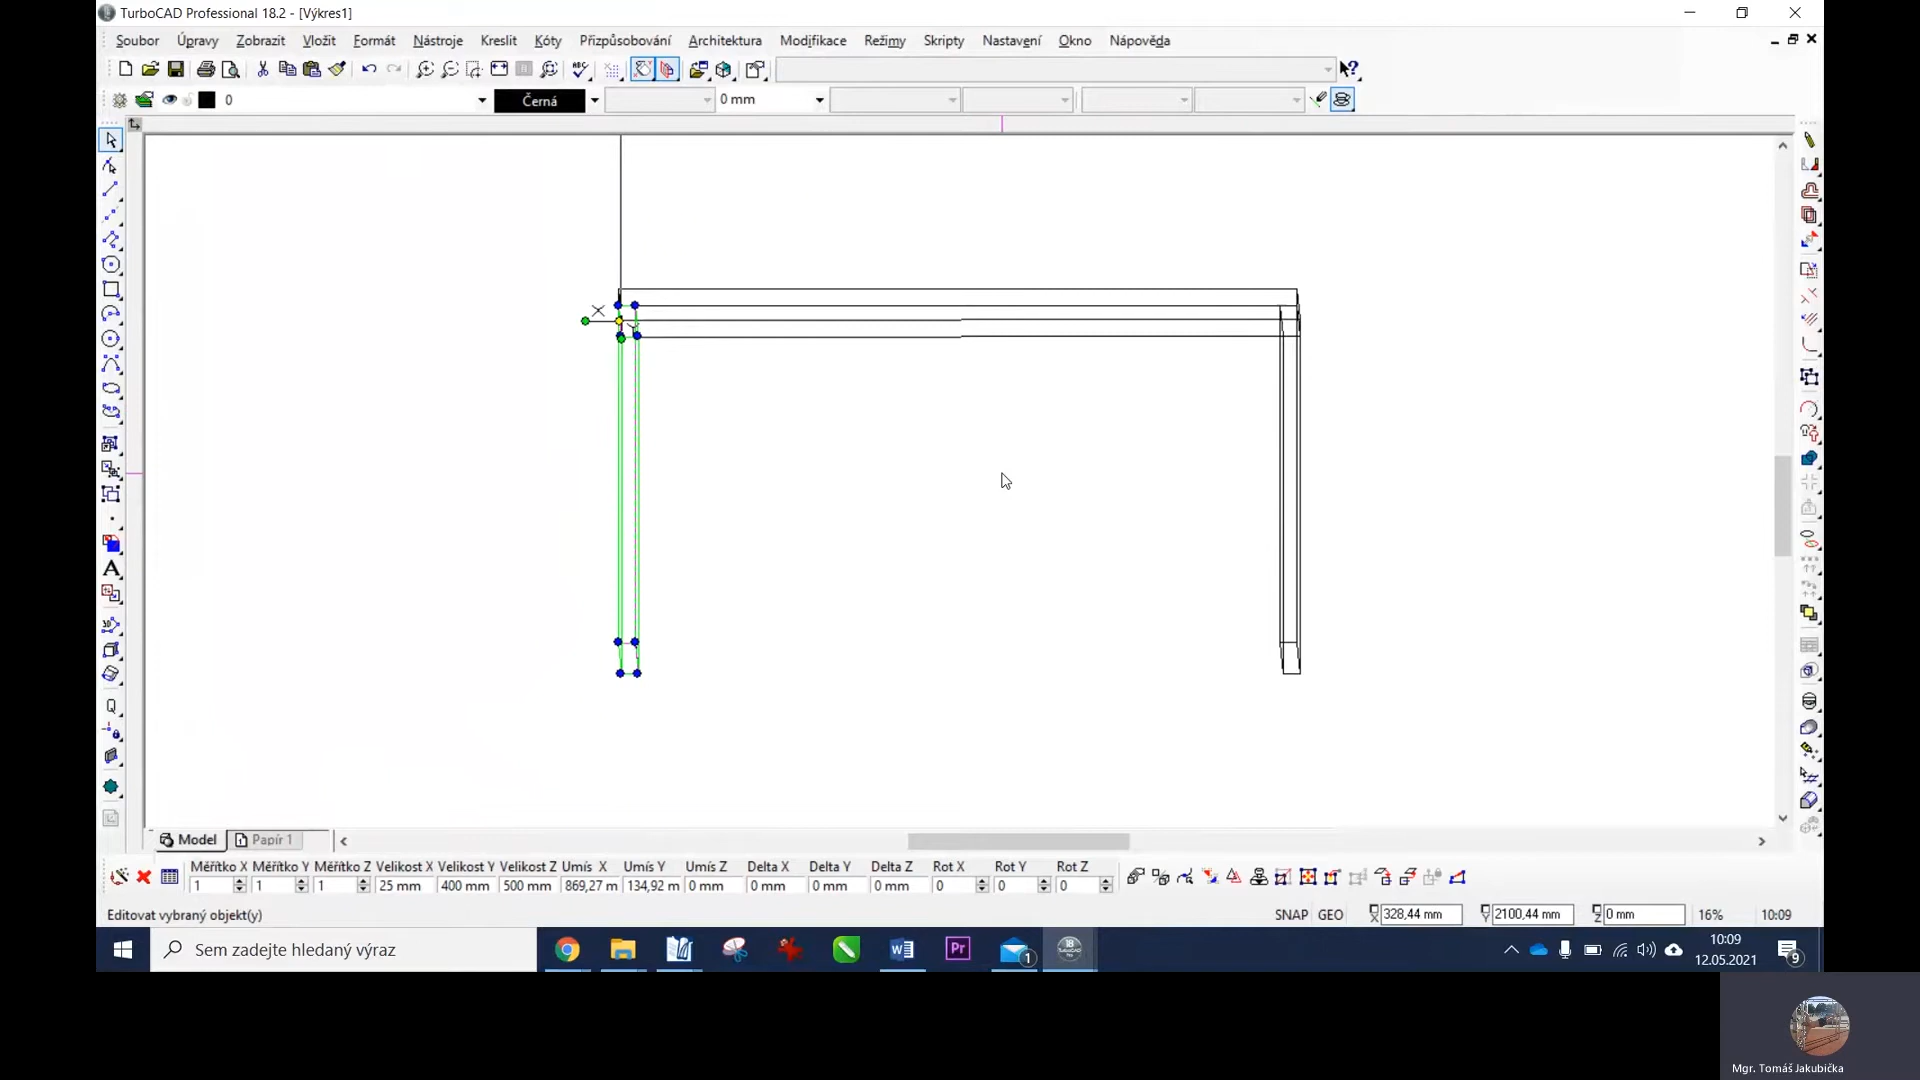 TurboCAD Professional 18.2 - [Výkres1]
Soubor Úpravy Zobrazit Vložit Formát Nástroje Kreslit Kóty Přizpůsobování Architektura Modifikace Režimy Skripty Nastavení Okno Nápověda
0 Černá 0 mm
Model Papír 1
Měřítko X Měřítko Y Měřítko Z Velikost X Velikost Y Velikost Z Umís X Umís Y Umís Z Delta X Delta Y Delta Z Rot X Rot Y Rot Z
1 1 1 25 mm 400 mm 500 mm 869,27 m 134,92 m 0 mm 0 mm 0 mm 0 mm 0 0 0
Editovat vybraný objekt(y) SNAP GEO X 328,44 mm Y 2100,44 mm Z 0 mm 16% 10:09
Sem zadejte hledaný výraz
10:09
12.05.2021
1
9
Mgr. Tomáš Jakubička